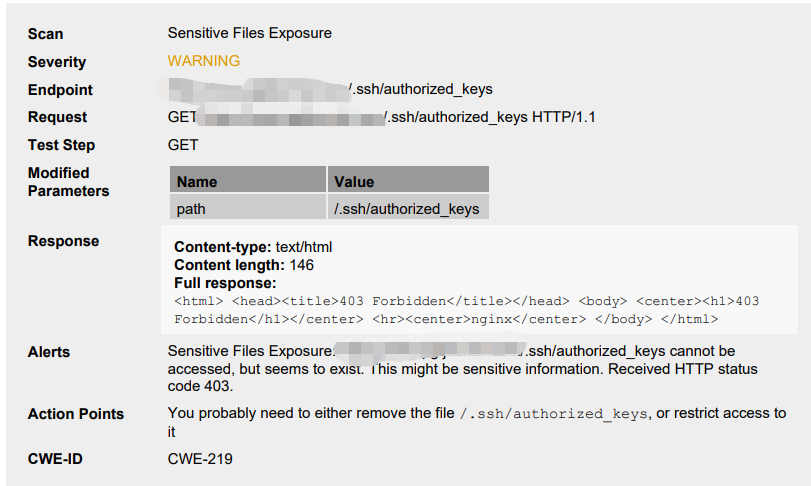 Scan Sensitive Files Exposure
Severity WARNING
Endpoint /.ssh/authorized_keys
Request GET /.ssh/authorized_keys HTTP/1.1
Test Step GET
Modified
Parameters
Name Value
path /.ssh/authorized_keys
Response
Content-type: text/html
Content length: 146
Full response:
<html> <head><title>403 Forbidden</title></head> <body> <center><h1>403
Forbidden</h1></center> <hr><center>nginx</center> </body> </html>
Alerts Sensitive Files Exposure: /.ssh/authorized_keys cannot be
accessed, but seems to exist. This might be sensitive information. Received HTTP status
code 403.
Action Points You probably need to either remove the file /.ssh/authorized_keys, or restrict access to
it
CWE-ID CWE-219